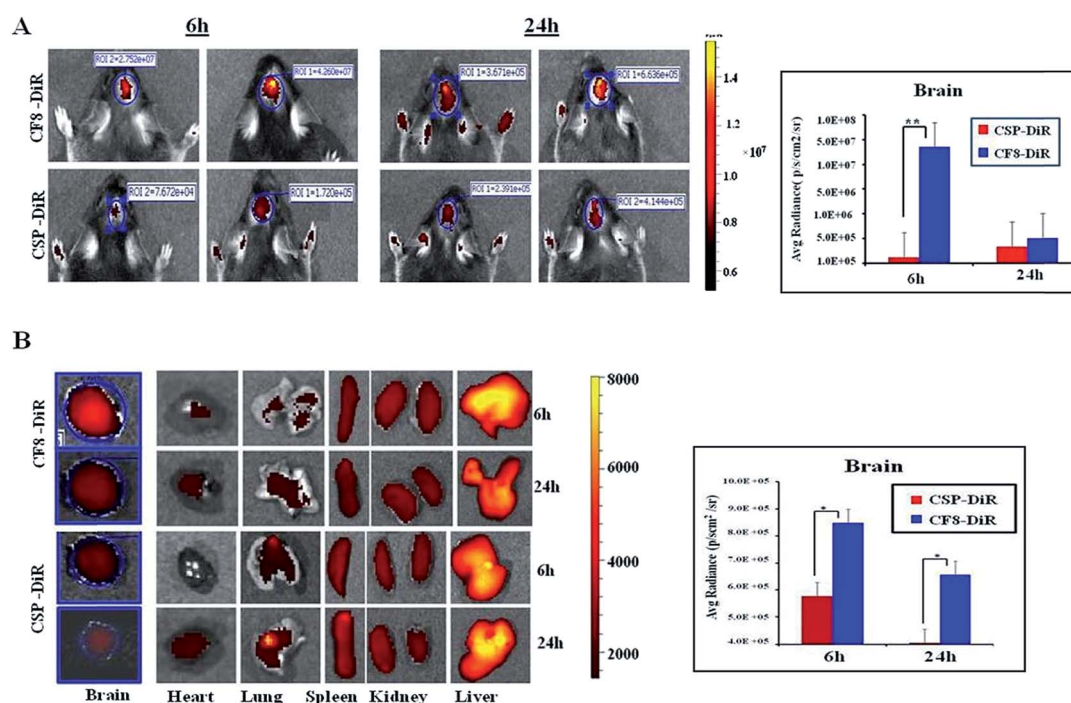 A
6h
24h
CF8 -DiR
ROI 2=2.752e+07
ROI 1=4.260e+07
ROI 1=3.671e+05
ROI 1=6.636e+05
CSP-DiR
ROI 2=7.672e+04
ROI 1=1.720e+05
ROI 1=2.391e+05
ROI 2=4.144e+05
1.4
1.2
1.0
0.8
0.6
×10⁷
Brain
Avg Radiance( p/s/cm2/sr)
1.0E+08
5.0E+07
1.0E+07
5.0E+06
1.0E+06
5.0E+05
1.0E+05
**
CSP-DiR
CF8-DiR
6h
24h
B
CF8 -DiR
CSP-DiR
6h
24h
6h
24h
Brain
Heart
Lung
Spleen
Kidney
Liver
8000
6000
4000
2000
Brain
Avg Radiance (p/scm² /sr)
10.0E +05
9.0E+05
8.0E+05
7.0E+05
6.0E+05
5.0E+05
4.0E+05
*
*
CSP-DiR
CF8-DiR
6h
24h